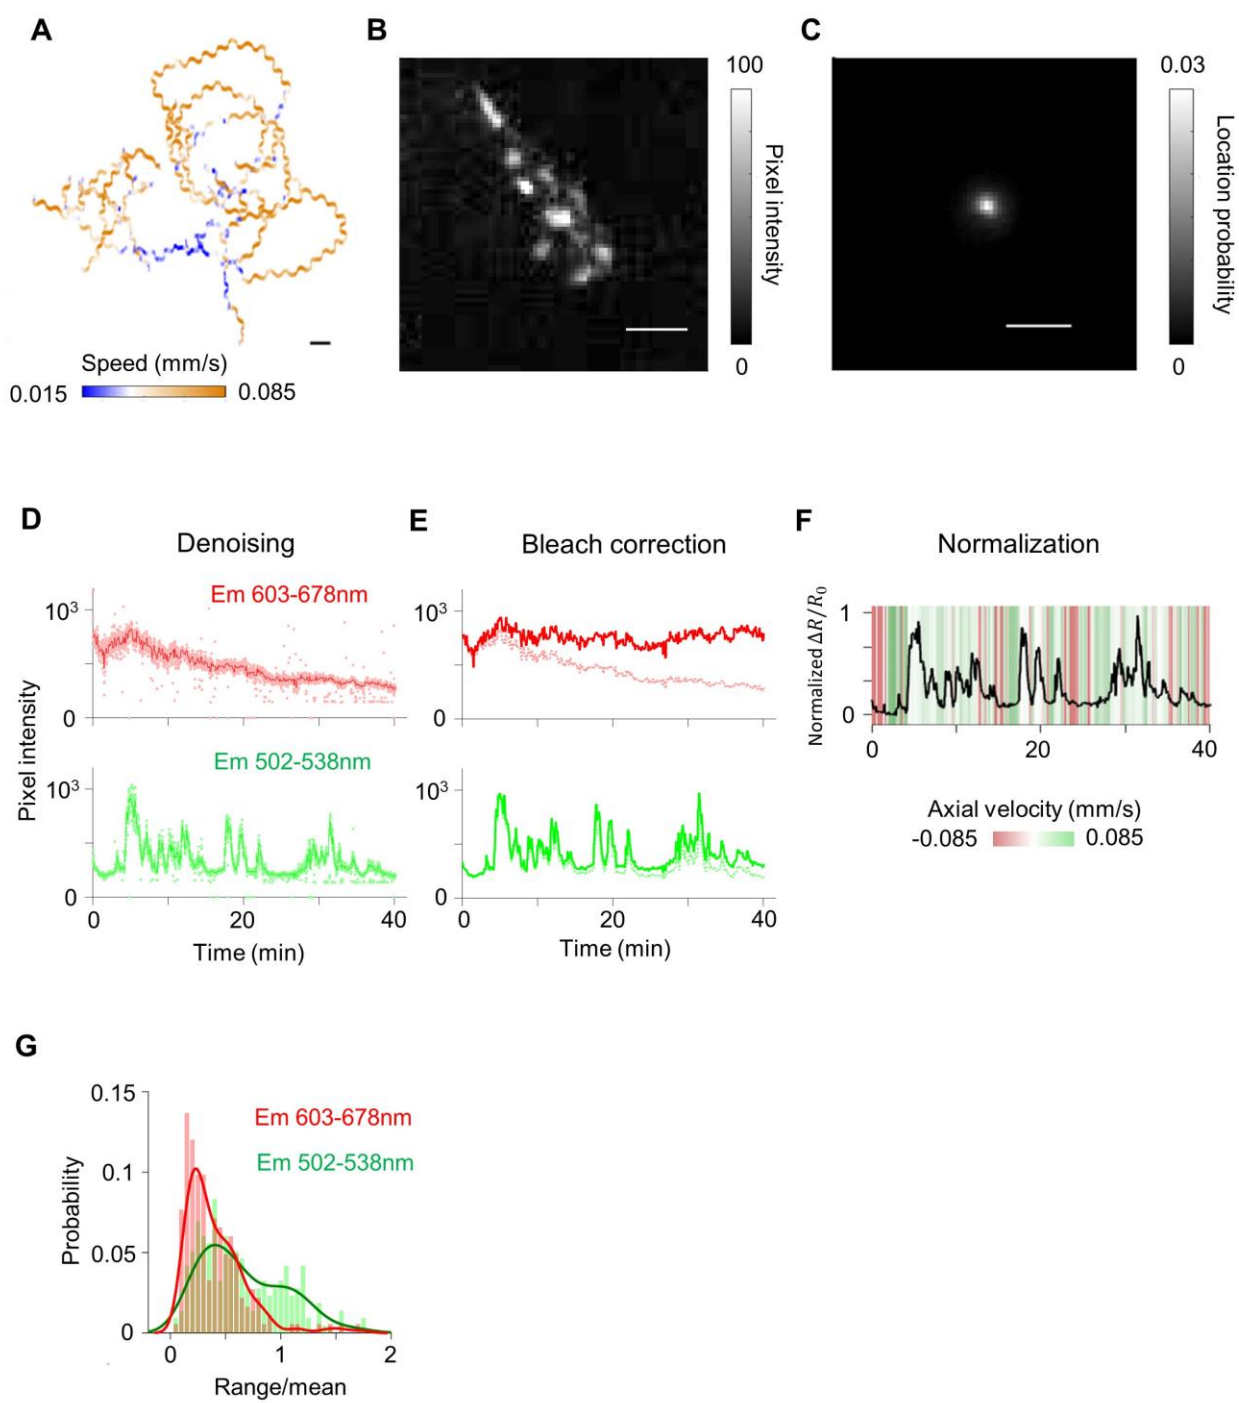 A
B
C
100
0.03
Pixel intensity
Location probability
0
0
Speed (mm/s)
0.015
0.085
D
E
F
Denoising
Bleach correction
Normalization
Em 603-678nm
10³
0
10³
0
Normalized ΔR/R₀
1
0
0
20
40
Pixel intensity
Em 502-538nm
10³
0
0
20
40
Time (min)
10³
0
0
20
40
Time (min)
Axial velocity (mm/s)
-0.085
0.085
G
0.15
0.1
0.05
0
Probability
Em 603-678nm
Em 502-538nm
0
1
2
Range/mean